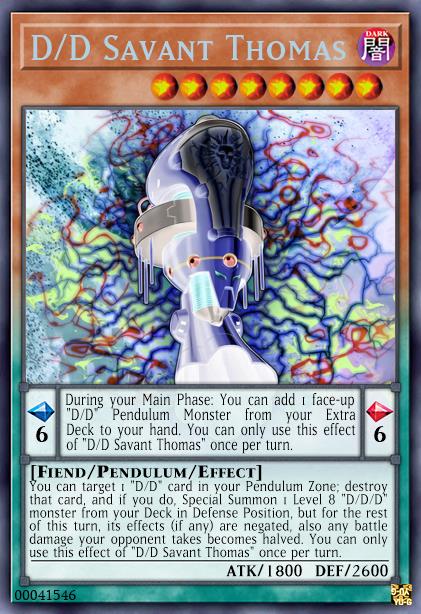 D/D Savant Thomas
DARK
闇
During your Main Phase: You can add 1 face-up
"D/D" Pendulum Monster from your Extra
Deck to your hand. You can only use this effect
of "D/D Savant Thomas" once per turn.
6
6
[Fiend/Pendulum/Effect]
You can target 1 "D/D" card in your Pendulum Zone; destroy
that card, and if you do, Special Summon 1 Level 8 "D/D/D"
monster from your Deck in Defense Position, but for the rest
of this turn, its effects (if any) are negated, also any battle
damage your opponent takes becomes halved. You can only
use this effect of "D/D Savant Thomas" once per turn.
ATK/1800 DEF/2600
00041546